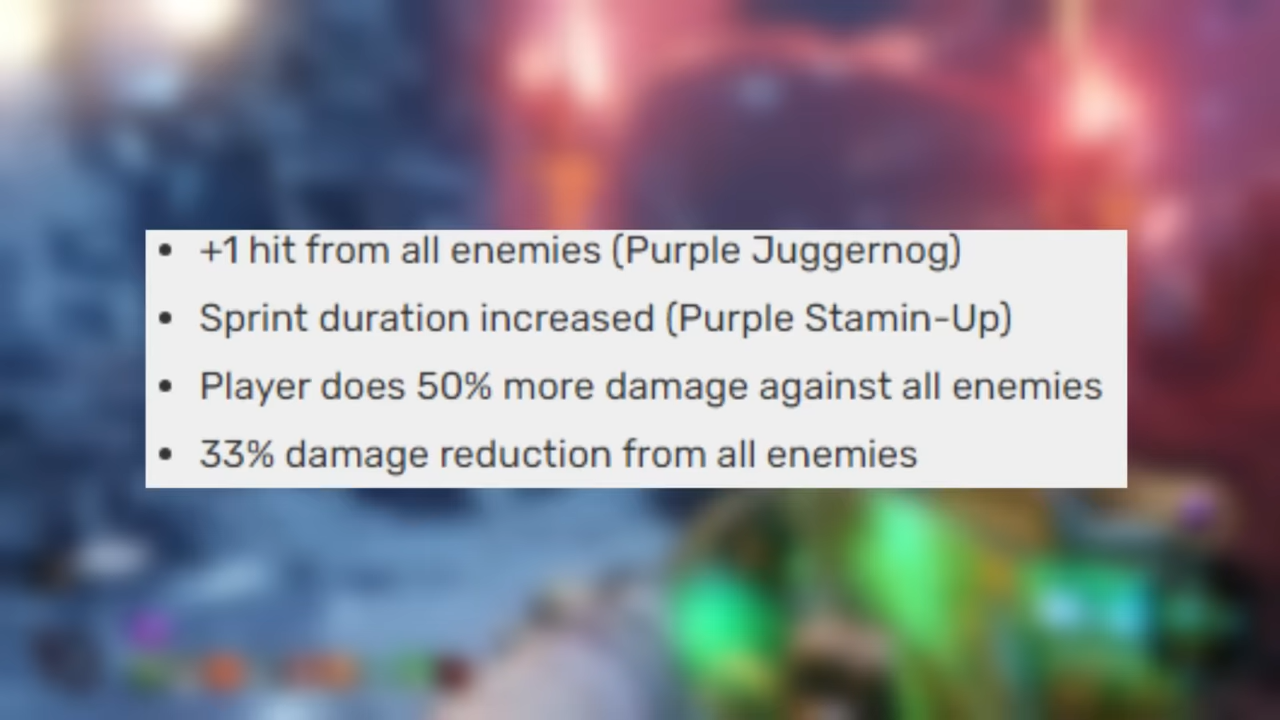 • +1 hit from all enemies (Purple Juggernog)
• Sprint duration increased (Purple Stamin-Up)
• Player does 50% more damage against all enemies
• 33% damage reduction from all enemies